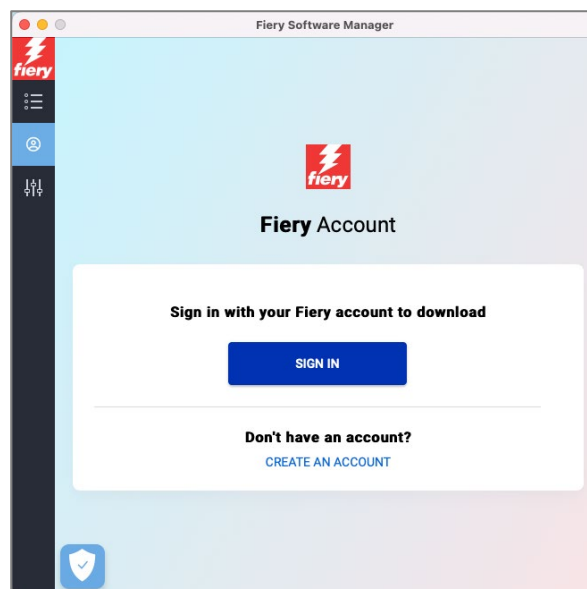 Fiery Software Manager
fiery
fiery
Fiery Account
Sign in with your Fiery account to download
SIGN IN
Don't have an account?
CREATE AN ACCOUNT